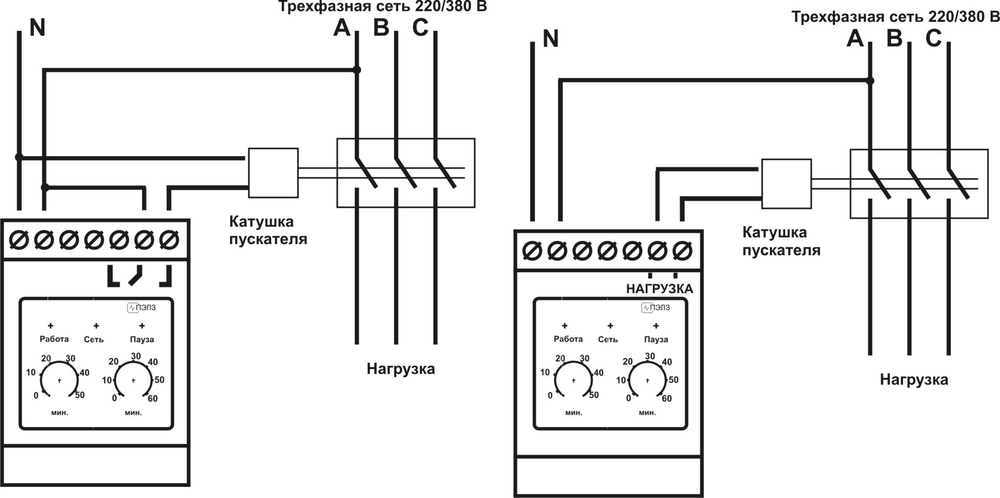 Трехфазная сеть 220/380 В
N
A B C
Катушка
пускателя
ПЭЛЗ
Работа Сеть Пауза
0 10 20 30 40 50
мин.
0 10 20 30 40 50 60
мин.
Нагрузка
Трехфазная сеть 220/380 В
N
A B C
Катушка
пускателя
НАГРУЗКА
ПЭЛЗ
Работа Сеть Пауза
0 10 20 30 40 50
мин.
0 10 20 30 40 50 60
мин.
Нагрузка